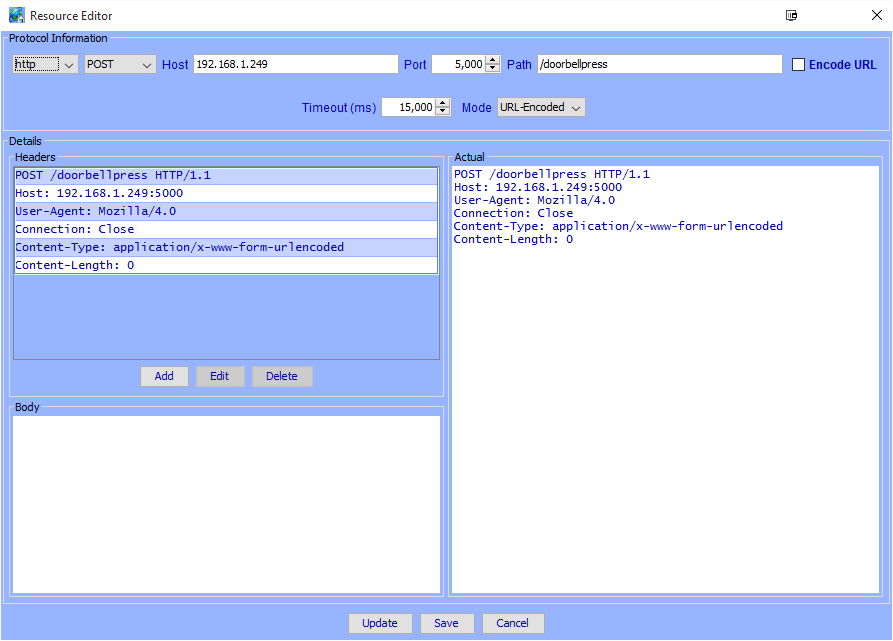 Resource Editor
Protocol Information
http POST Host 192.168.1.249 Port 5,000 Path /doorbellpress Encode URL
Timeout (ms) 15,000 Mode URL-Encoded
Details
Headers
POST /doorbellpress HTTP/1.1
Host: 192.168.1.249:5000
User-Agent: Mozilla/4.0
Connection: Close
Content-Type: application/x-www-form-urlencoded
Content-Length: 0
Add Edit Delete
Body
Actual
POST /doorbellpress HTTP/1.1
Host: 192.168.1.249:5000
User-Agent: Mozilla/4.0
Connection: Close
Content-Type: application/x-www-form-urlencoded
Content-Length: 0
Update Save Cancel